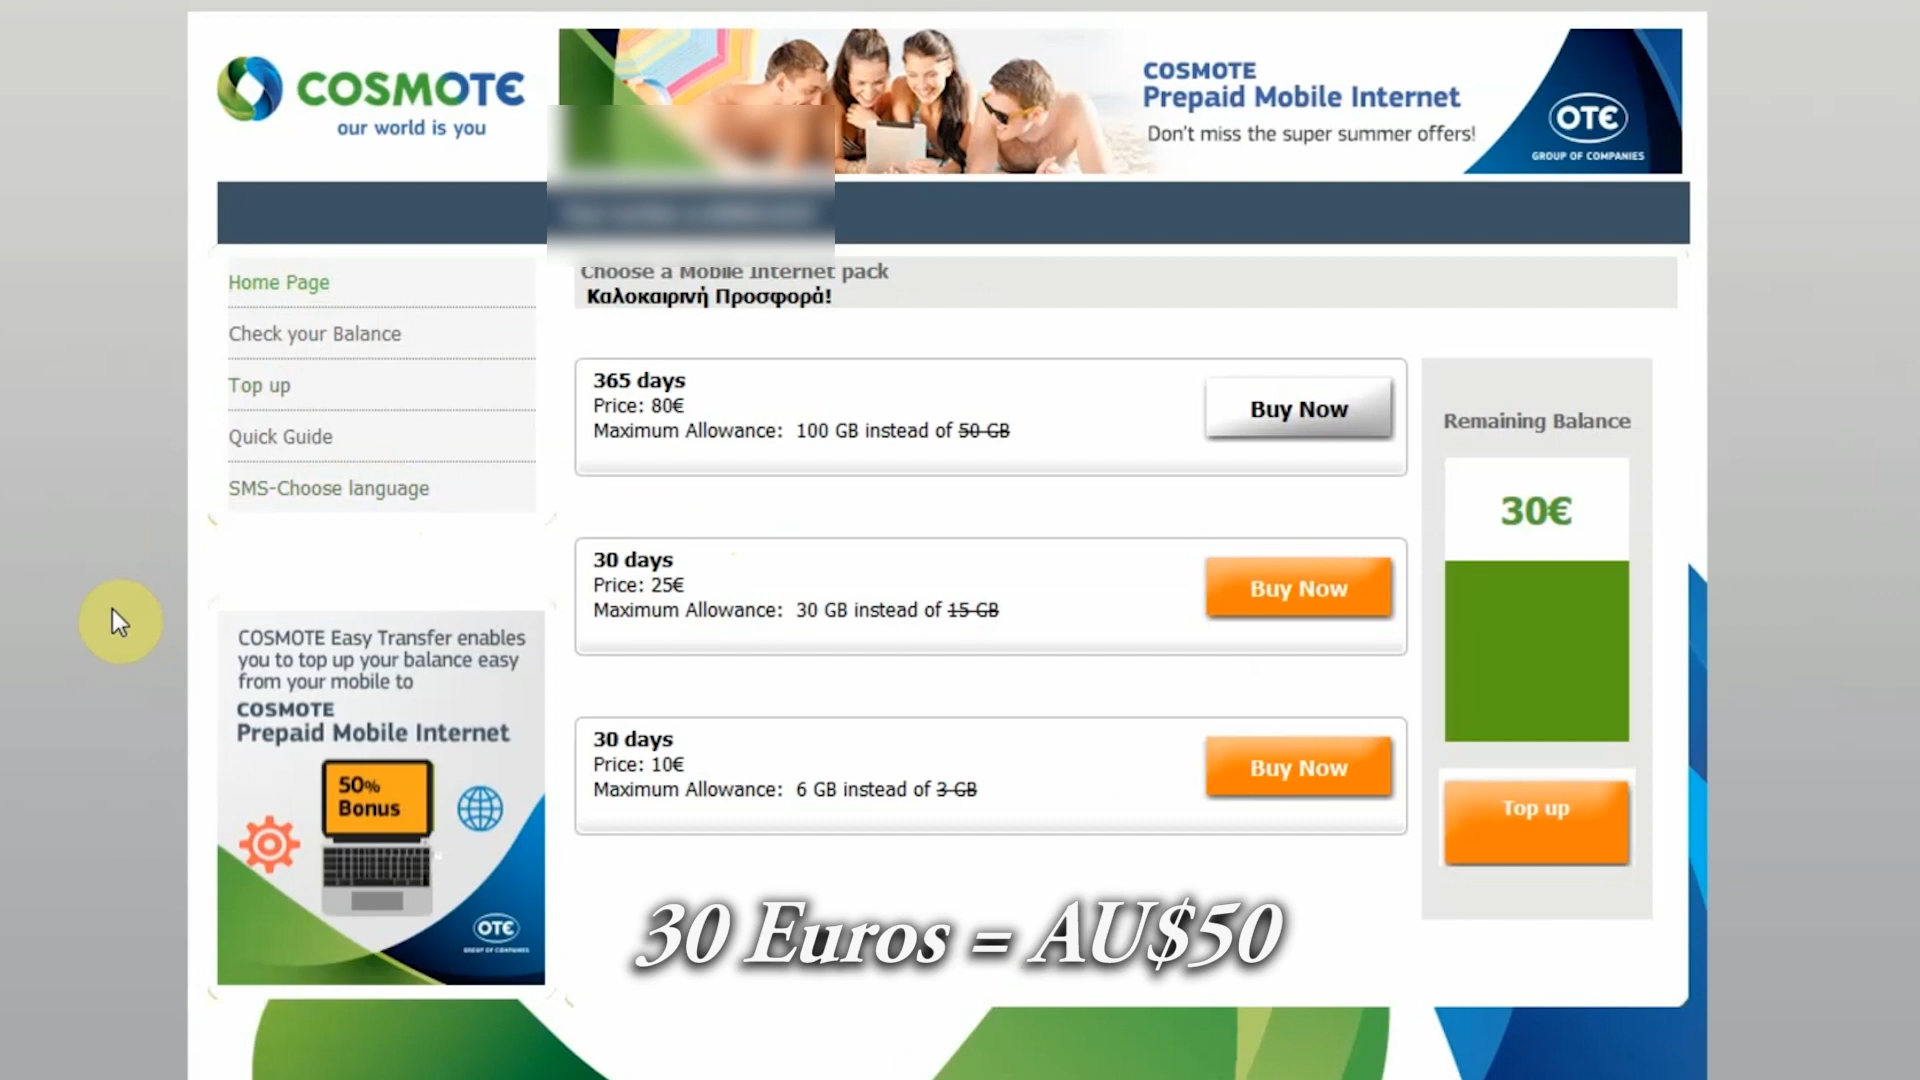 COSMOTE
our world is you
COSMOTE
Prepaid Mobile Internet
Don't miss the super summer offers!
OTE
GROUP OF COMPANIES
Home Page
Check your Balance
Top up
Quick Guide
SMS-Choose language
Choose a Mobile Internet pack
Καλοκαιρινή Προσφορά!
365 days
Price: 80€
Maximum Allowance: 100 GB instead of 50 GB
Buy Now
30 days
Price: 25€
Maximum Allowance: 30 GB instead of 15 GB
Buy Now
30 days
Price: 10€
Maximum Allowance: 6 GB instead of 3 GB
Buy Now
Remaining Balance
30€
Top up
COSMOTE Easy Transfer enables
you to top up your balance easy
from your mobile to
COSMOTE
Prepaid Mobile Internet
50%
Bonus
OTE
GROUP OF COMPANIES
30 Euros = AU$50